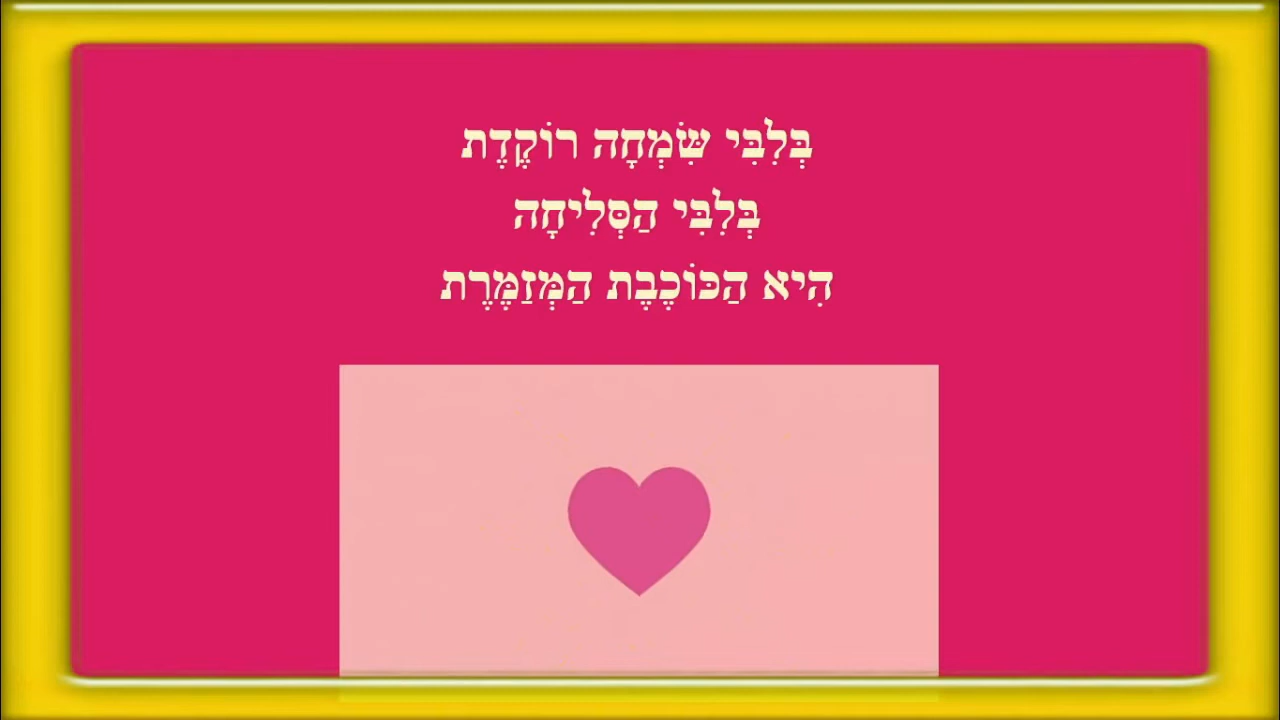 בְּלִבִּי שִּׂמְחָה רוֹקֶדֶת
בְּלִבִּי הַסְּלִיחָה
הִיא הַכּוֹכֶבֶת הַמְּזַמֶּרֶת